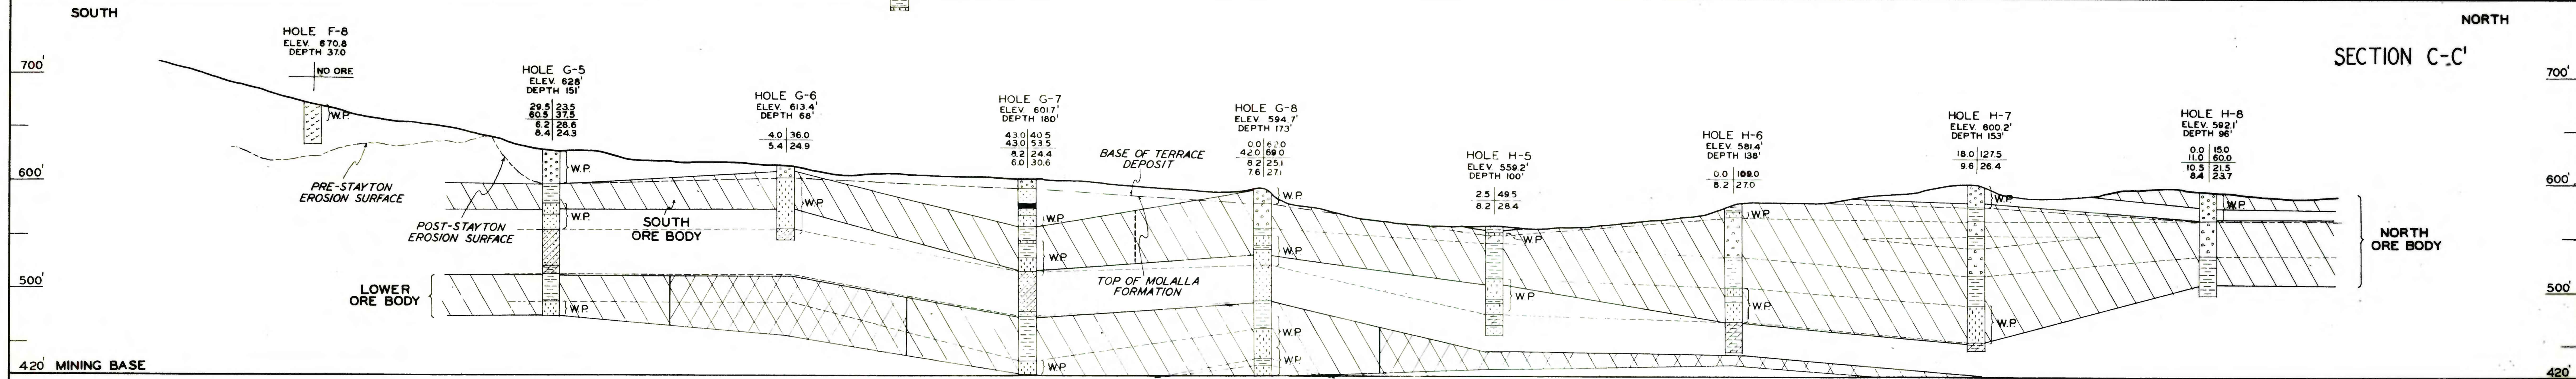 SOUTH
NORTH
SECTION C-C'
HOLE F-8
ELEV. 670.8
DEPTH 37.0
NO ORE
W.P.
HOLE G-5
ELEV. 628'
DEPTH 151'
29.5 23.5
60.5 37.5
6.2 28.6
8.4 24.3
W.P.
W.P.
W.P.
HOLE G-6
ELEV. 613.4'
DEPTH 68'
4.0 36.0
5.4 24.9
W.P.
HOLE G-7
ELEV. 601.7'
DEPTH 180'
43.0 40.5
43.0 53.5
8.2 24.4
6.0 30.6
W.P.
W.P.
W.P.
HOLE G-8
ELEV. 594.7'
DEPTH 173'
42.0 69.0
8.2 25.1
7.6 27.1
W.P.
W.P.
W.P.
W.P.
HOLE H-5
ELEV 559.2'
DEPTH 100'
2.5 49.5
8.2 28.4
W.P.
W.P.
HOLE H-6
ELEV. 581.4'
DEPTH 138'
0.0 109.0
8.2 27.0
W.P.
W.P.
HOLE H-7
ELEV. 600.2'
DEPTH 153'
18.0 127.5
9.6 26.4
W.P.
W.P.
HOLE H-8
ELEV. 592.1'
DEPTH 96'
0.0 15.0
11.0 60.0
10.5 21.5
8.4 23.7
W.P.
700'
600'
500'
420' MINING BASE
700'
600'
500'
420'
PRE-STAYTON
EROSION SURFACE
POST-STAYTON
EROSION SURFACE
SOUTH
ORE BODY
LOWER
ORE BODY
BASE OF TERRACE
DEPOSIT
TOP OF MOLALLA
FORMATION
NORTH
ORE BODY